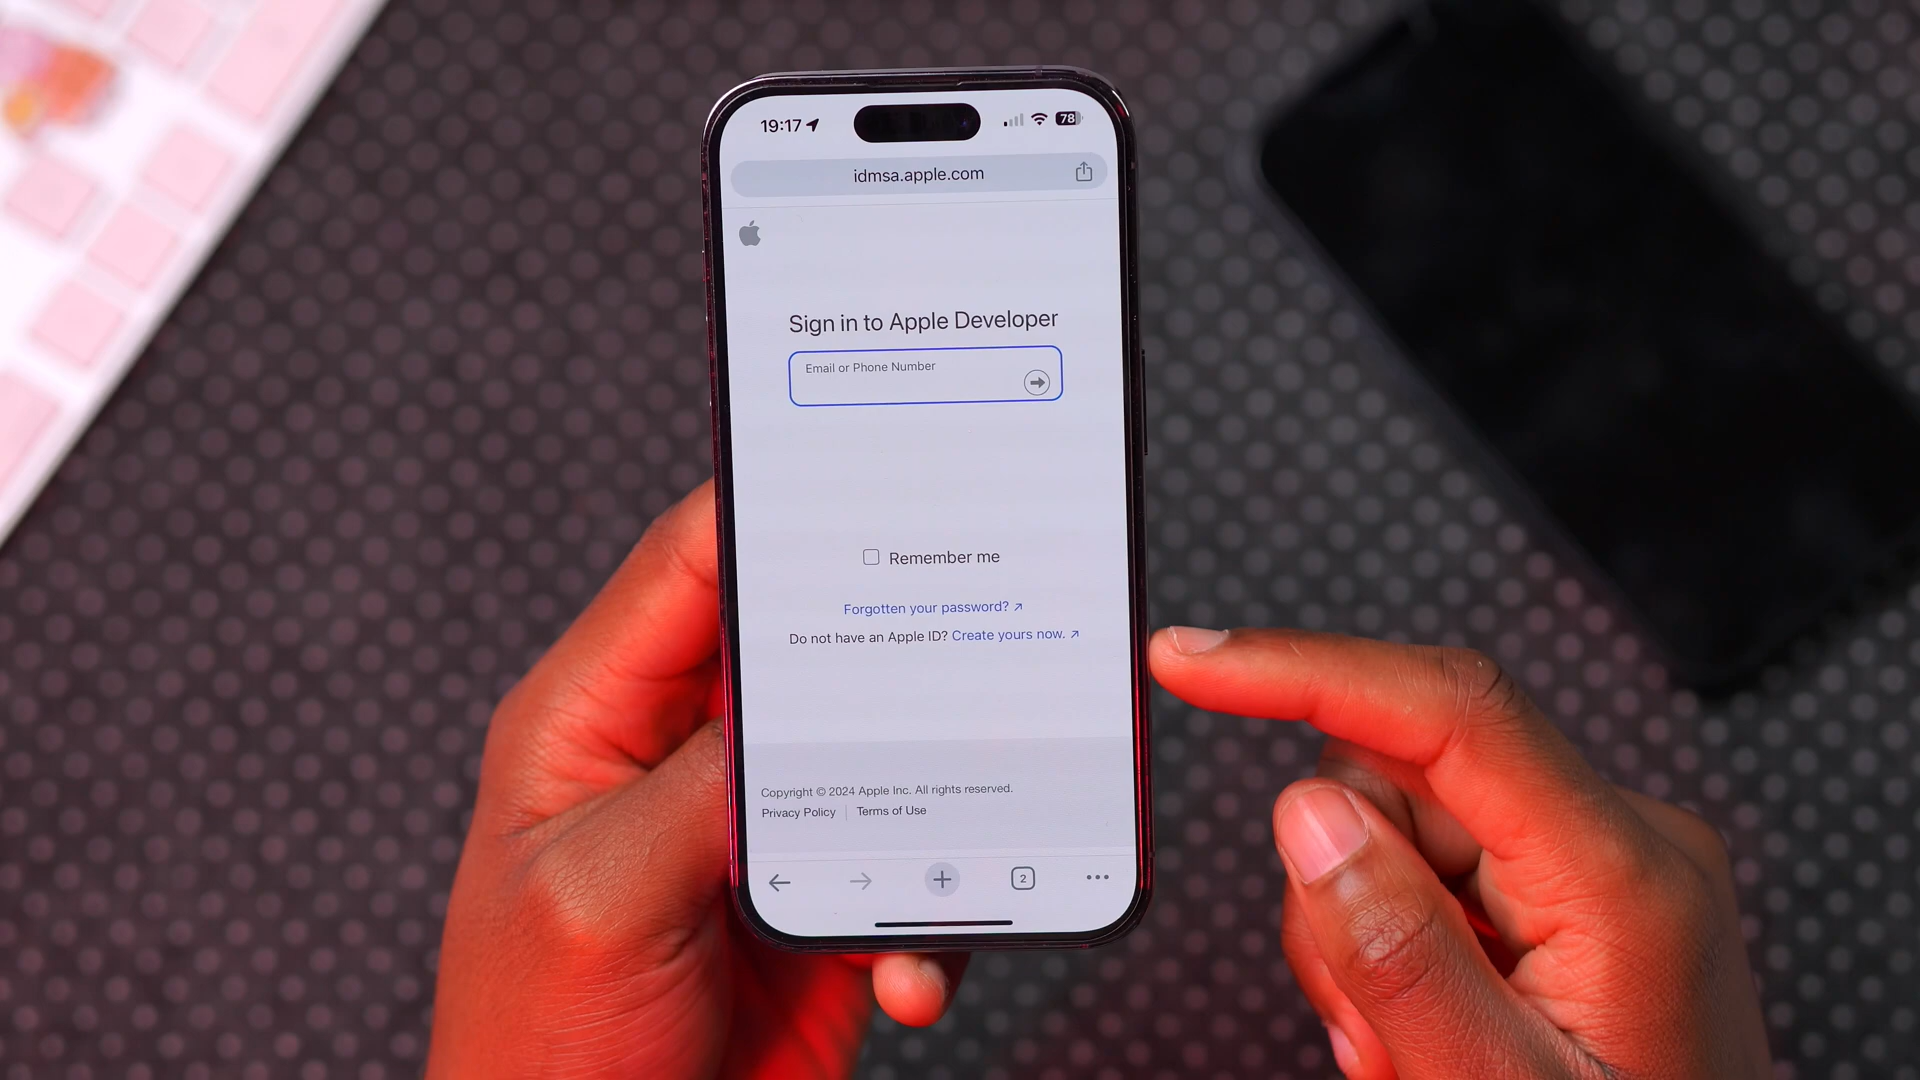 19:17
78
idmsa.apple.com
Sign in to Apple Developer
Email or Phone Number
Remember me
Forgotten your password? ↗
Do not have an Apple ID? Create yours now. ↗
Copyright © 2024 Apple Inc. All rights reserved.
Privacy Policy | Terms of Use
2